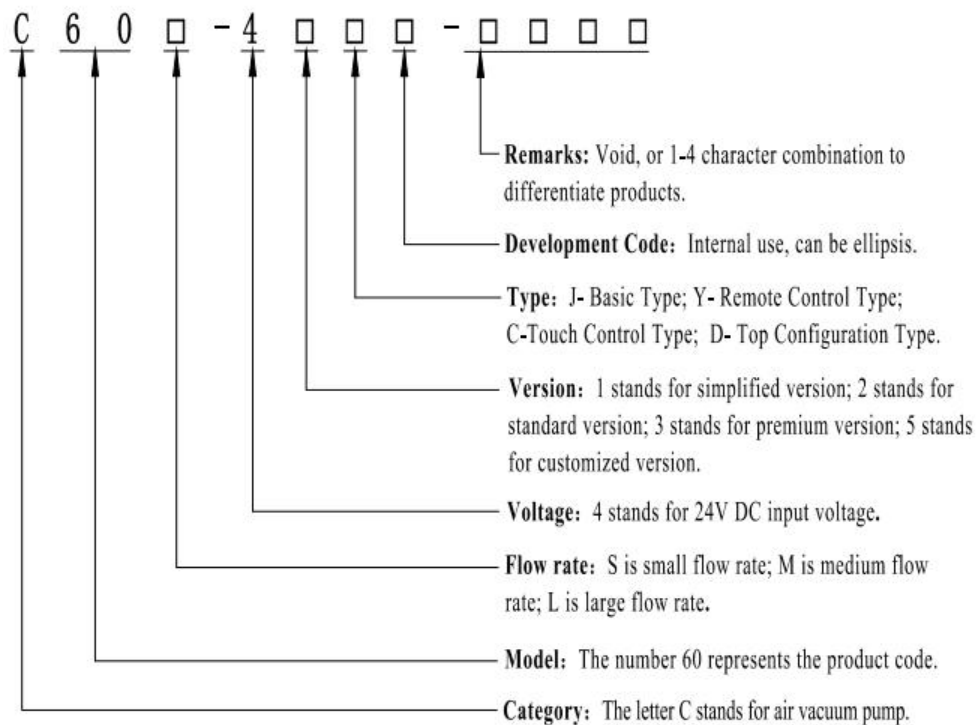 C 6 0 □ - 4 □ □ □ - □ □ □ □
Remarks: Void, or 1-4 character combination to
differentiate products.
Development Code: Internal use, can be ellipsis.
Type: J- Basic Type; Y- Remote Control Type;
C-Touch Control Type; D- Top Configuration Type.
Version: 1 stands for simplified version; 2 stands for
standard version; 3 stands for premium version; 5 stands
for customized version.
Voltage: 4 stands for 24V DC input voltage.
Flow rate: S is small flow rate; M is medium flow
rate; L is large flow rate.
Model: The number 60 represents the product code.
Category: The letter C stands for air vacuum pump.